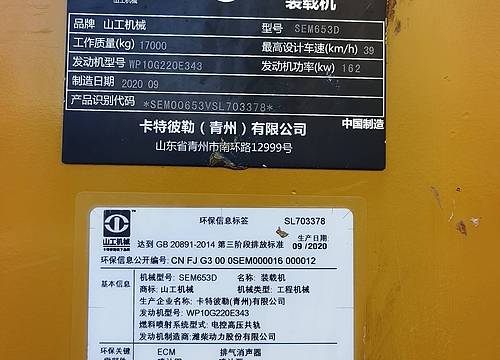 装载机
品牌 山工机械 型号 SEM653D
工作质量(kg) 17000 最高设计车速(km/h) 39
发动机型号 WP10G220E343 发动机功率(kw) 162
制造日期 2020 09
产品识别代码 *SEM00653VSL703378*
中国制造
卡特彼勒（青州）有限公司
山东省青州市南环路12999号
山工机械
环保信息标签 SL703378
生产日期
达到 GB 20891-2014 第三阶段排放标准 09/2020
环保信息公开编号: CN FJ G3 00 0SEM000016 000012
基本信息
机械型号: SEM653D 名称: 装载机
商标: 山工机械 机械类型: 工程机械
生产企业名称: 卡特彼勒(青州)有限公司
发动机型号: WP10G220E343
燃料喷射系统型式: 电控高压共轨
发动机生产商: 潍柴动力股份有限公司
环保关键 ECM 排气消声器